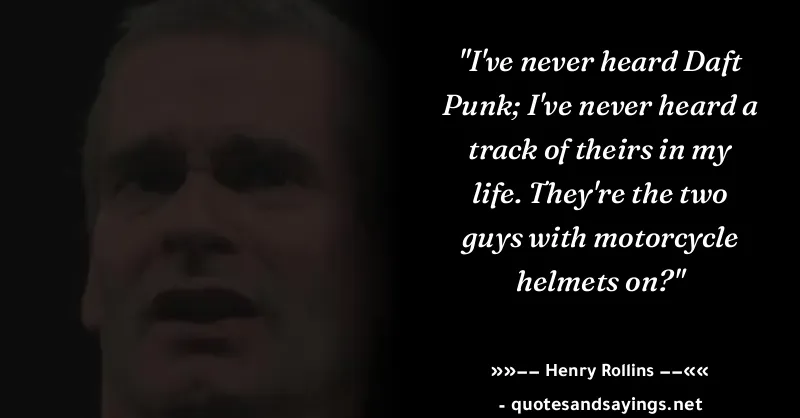 "I've never heard Daft
Punk; I've never heard a
track of theirs in my
life. They're the two
guys with motorcycle
helmets on?"
»»−− Henry Rollins −−««
- quotesandsayings.net